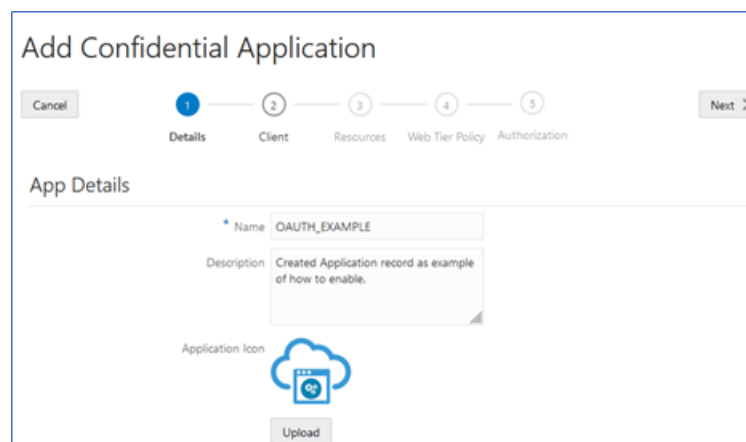 Add Confidential Application
Cancel
1
2
3
4
5
Next
Details
Client
Resources
Web Tier Policy
Authorization
App Details
* Name OAUTH_EXAMPLE
Description Created Application record as example
of how to enable.
Application Icon
Upload